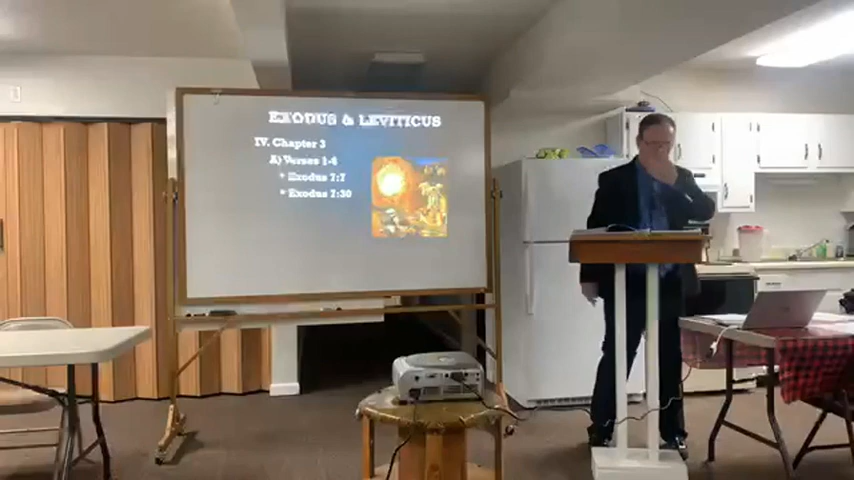 EXODUS & LEVITICUS
IV. Chapter 3
A) Verses 1-6
• Exodus 7:7
• Exodus 7:30